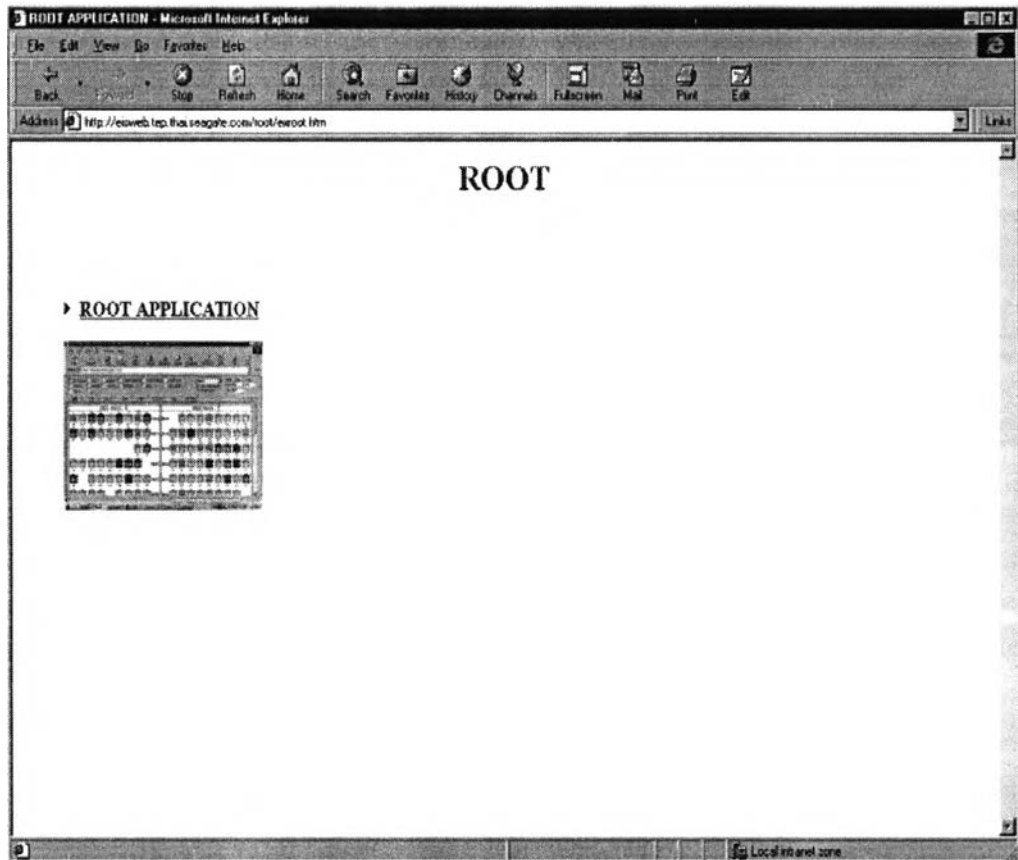 ROOT APPLICATION - Microsoft Internet Explorer
File Edit View Go Favorites Help
Back Forward Stop Refresh Home Search Favorites History Channels Fullscreen Mail Print Edit
Address http://eisweb.tep.thai.seagate.com/root/ewroot.htm Links
ROOT
ROOT APPLICATION
Local intranet zone